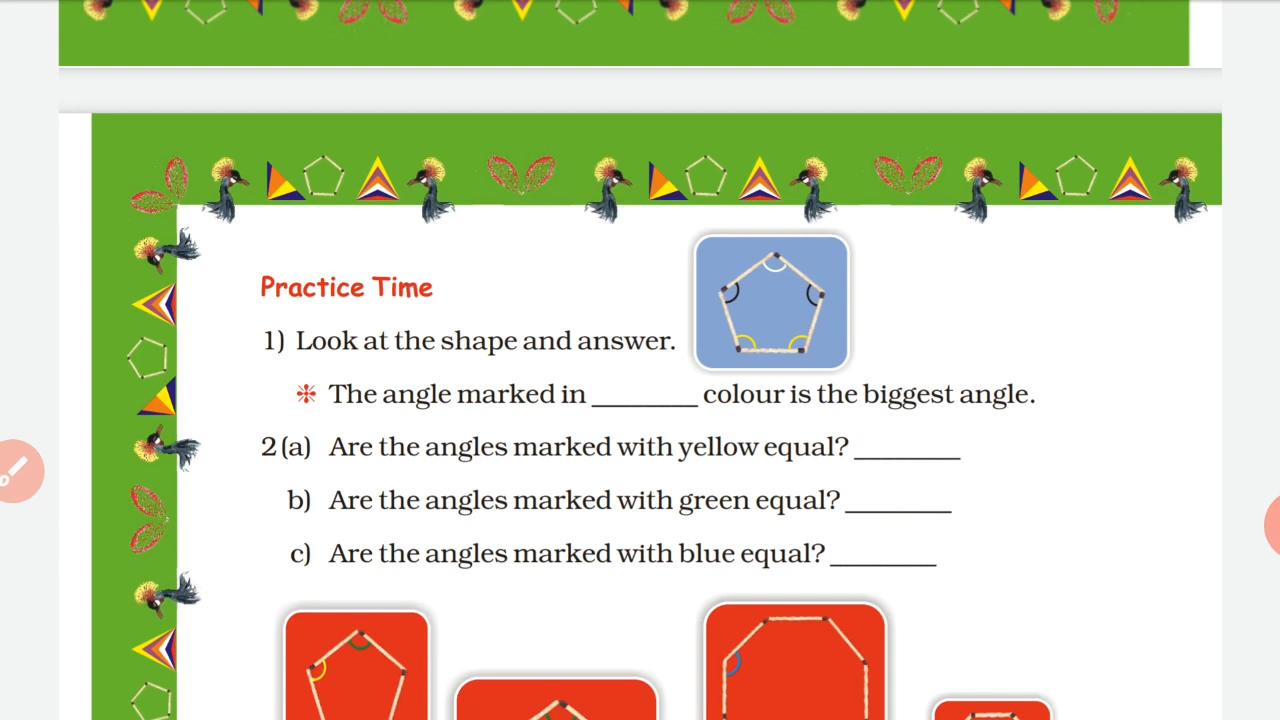 Practice Time
1) Look at the shape and answer.
❉ The angle marked in ________ colour is the biggest angle.
2 (a) Are the angles marked with yellow equal? ________
b) Are the angles marked with green equal? ________
c) Are the angles marked with blue equal? ________